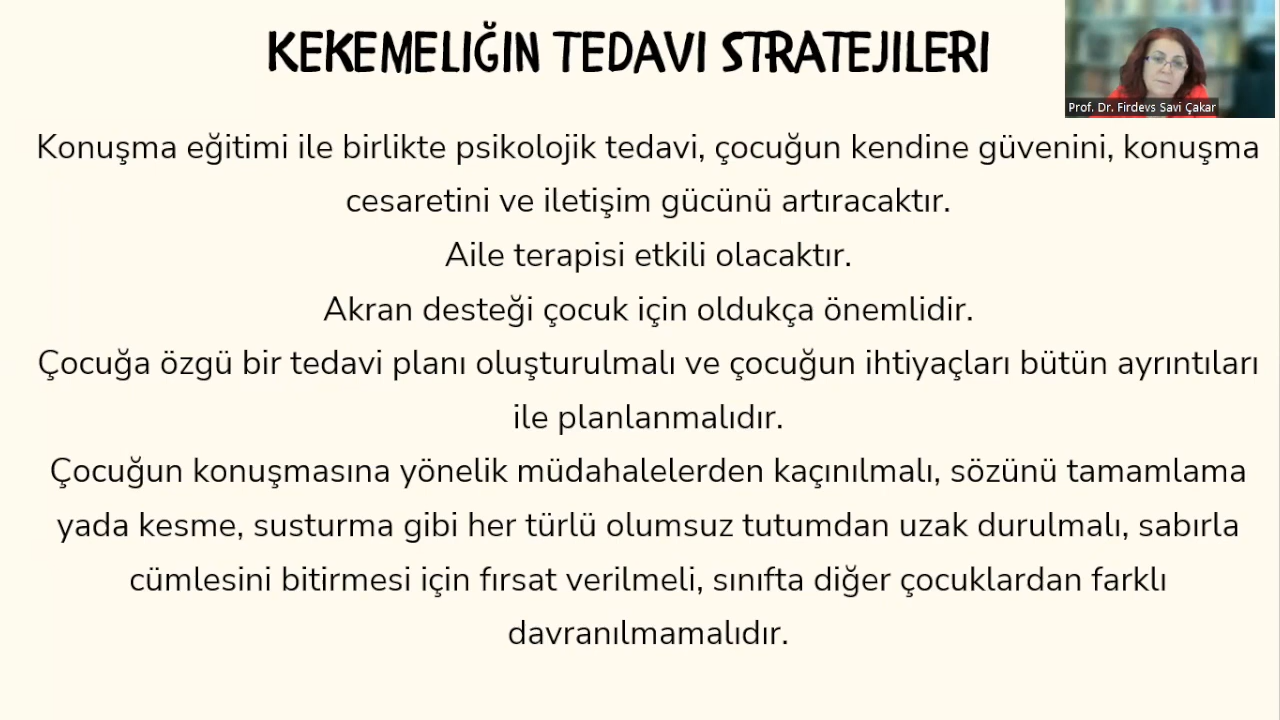 KEKEMELIĞIN TEDAVI STRATEJILERI
Prof. Dr. Firdevs Savi Çakar
Konuşma eğitimi ile birlikte psikolojik tedavi, çocuğun kendine güvenini, konuşma
cesaretini ve iletişim gücünü artıracaktır.
Aile terapisi etkili olacaktır.
Akran desteği çocuk için oldukça önemlidir.
Çocuğa özgü bir tedavi planı oluşturulmalı ve çocuğun ihtiyaçları bütün ayrıntıları
ile planlanmalıdır.
Çocuğun konuşmasına yönelik müdahalelerden kaçınılmalı, sözünü tamamlama
yada kesme, susturma gibi her türlü olumsuz tutumdan uzak durulmalı, sabırla
cümlesini bitirmesi için fırsat verilmeli, sınıfta diğer çocuklardan farklı
davranılmamalıdır.